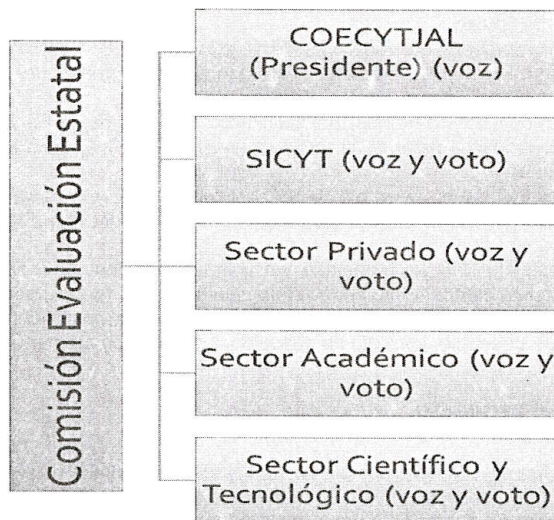 Comisión Evaluación Estatal
COECYTJAL
(Presidente) (voz)
SICYT (voz y voto)
Sector Privado (voz y
voto)
Sector Académico (voz y
voto)
Sector Científico y
Tecnológico (voz y voto)